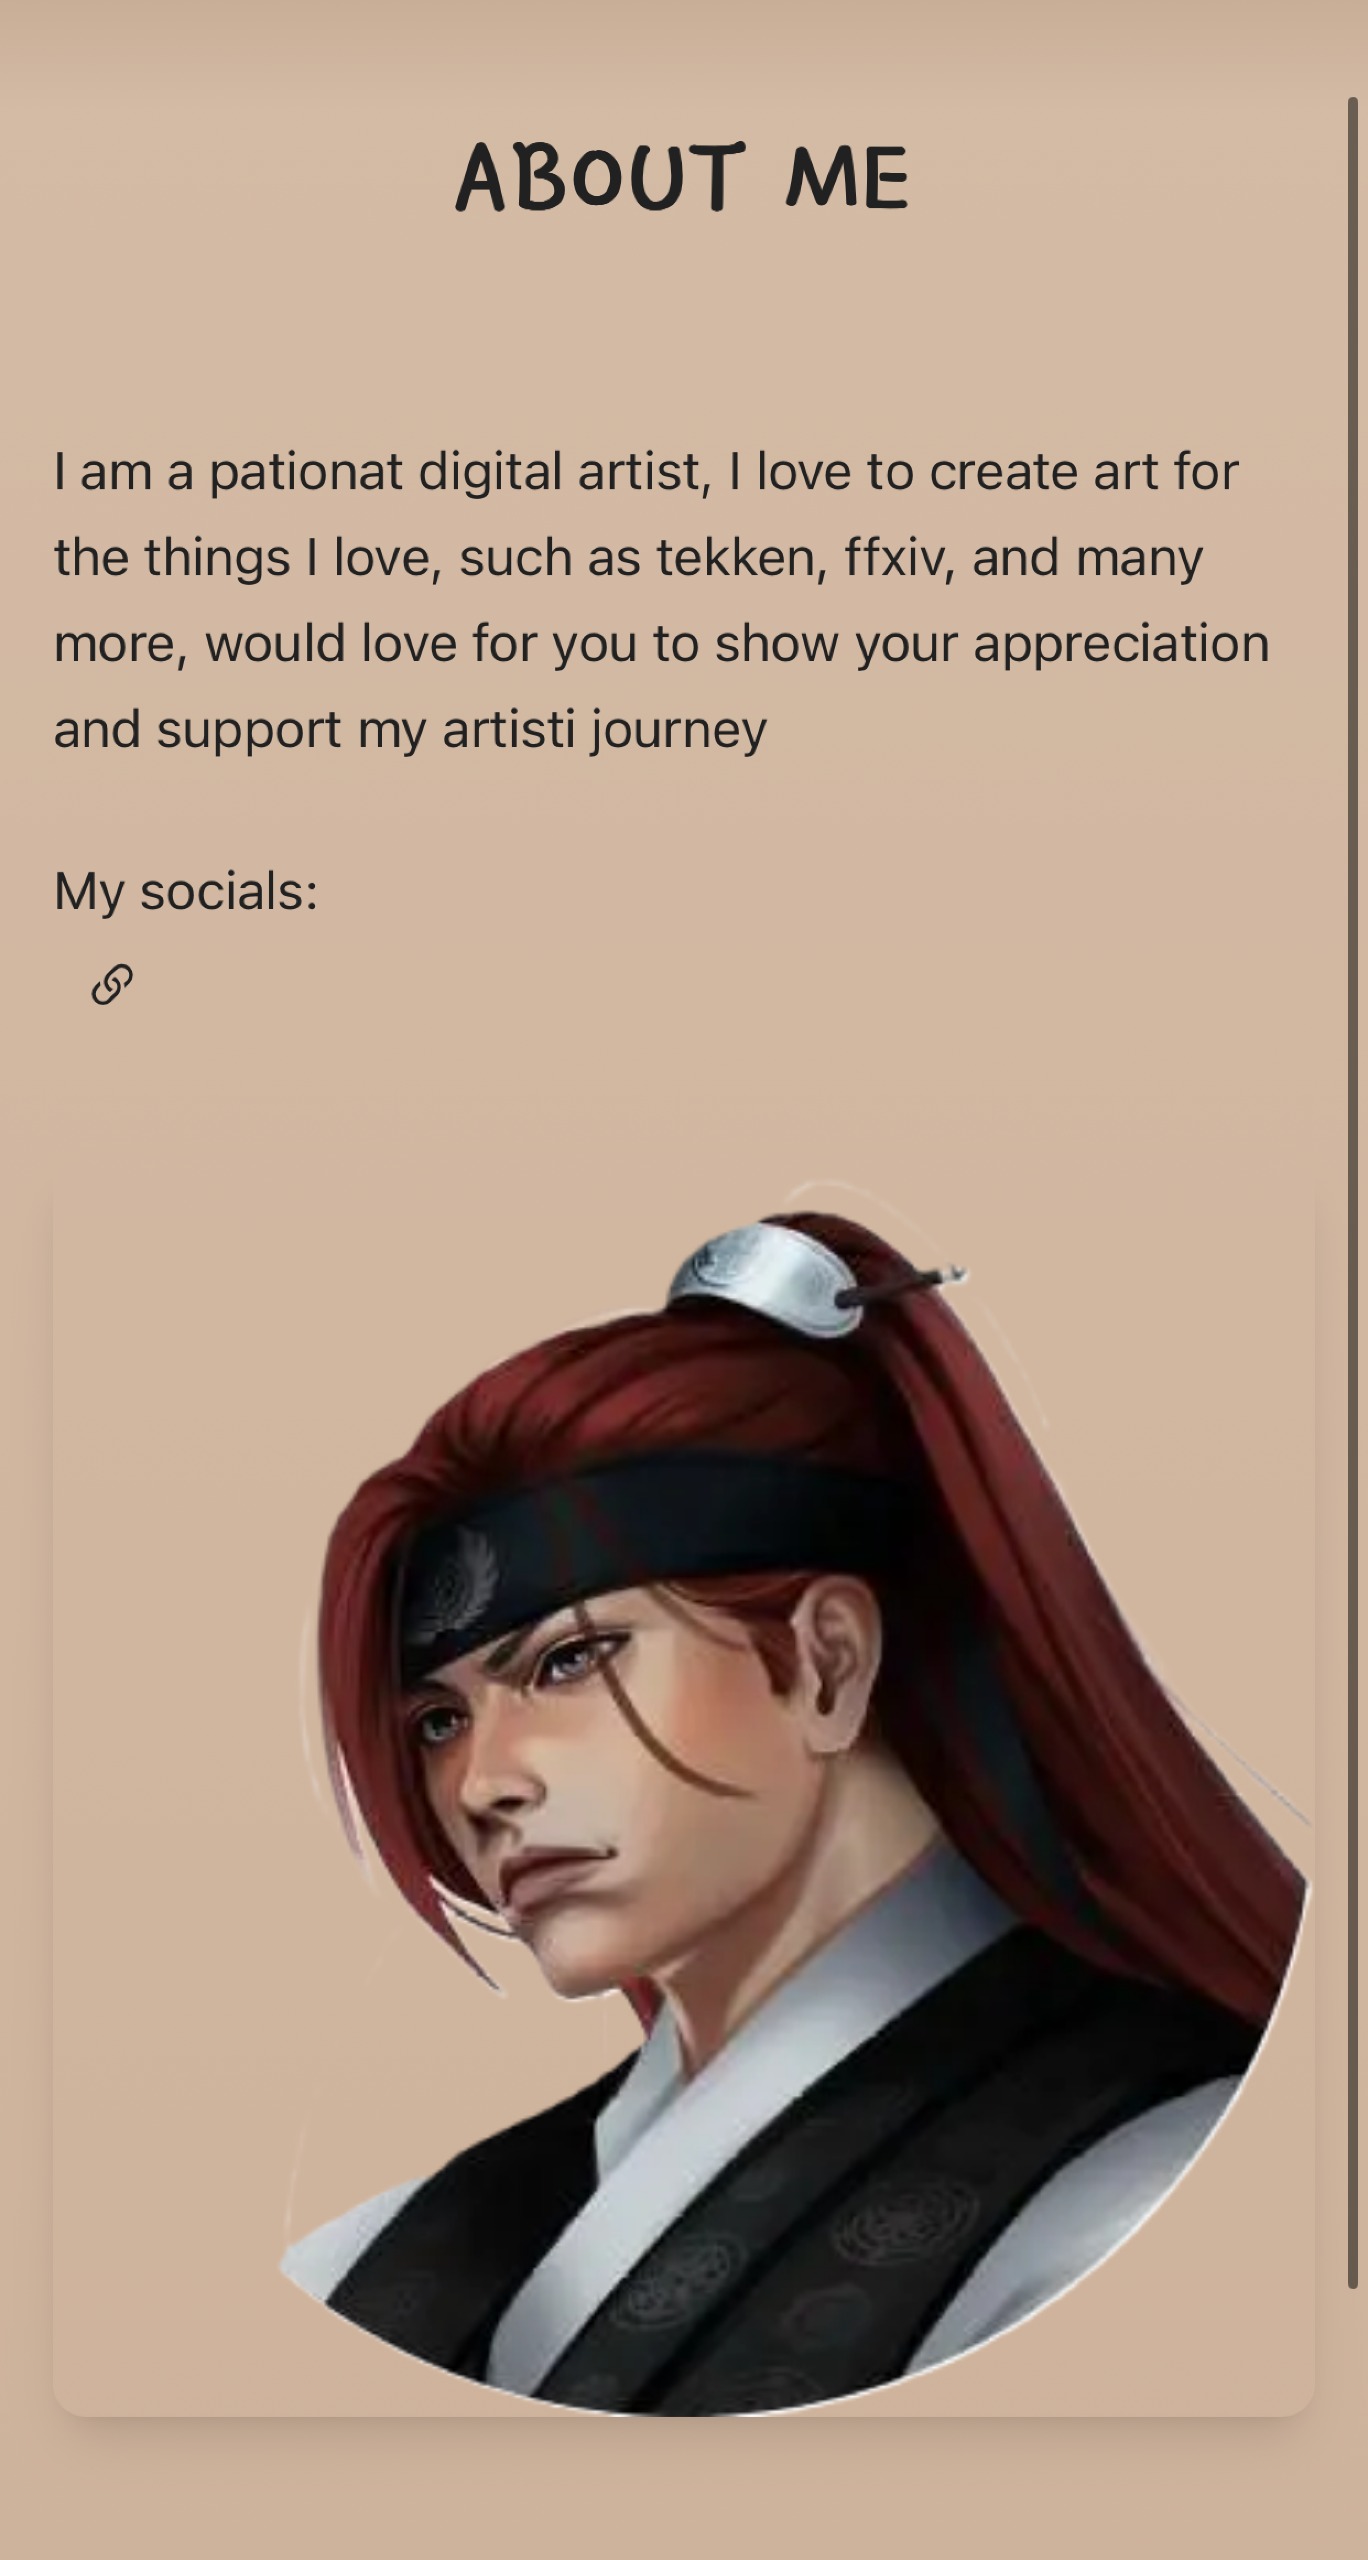 ABOUT ME
I am a pationat digital artist, I love to create art for
the things I love, such as tekken, ffxiv, and many
more, would love for you to show your appreciation
and support my artisti journey
My socials: